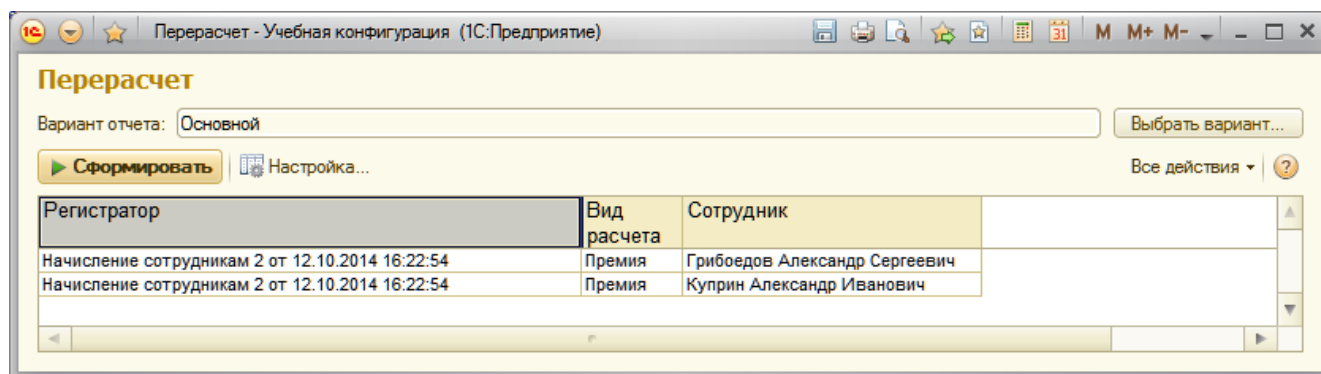 Перерасчет - Учебная конфигурация (1С:Предприятие)
M M+ M-
Перерасчет
Вариант отчета: Основной Выбрать вариант...
Сформировать Настройка... Все действия ?
Регистратор Вид расчета Сотрудник
Начисление сотрудникам 2 от 12.10.2014 16:22:54 Премия Грибоедов Александр Сергеевич
Начисление сотрудникам 2 от 12.10.2014 16:22:54 Премия Куприн Александр Иванович